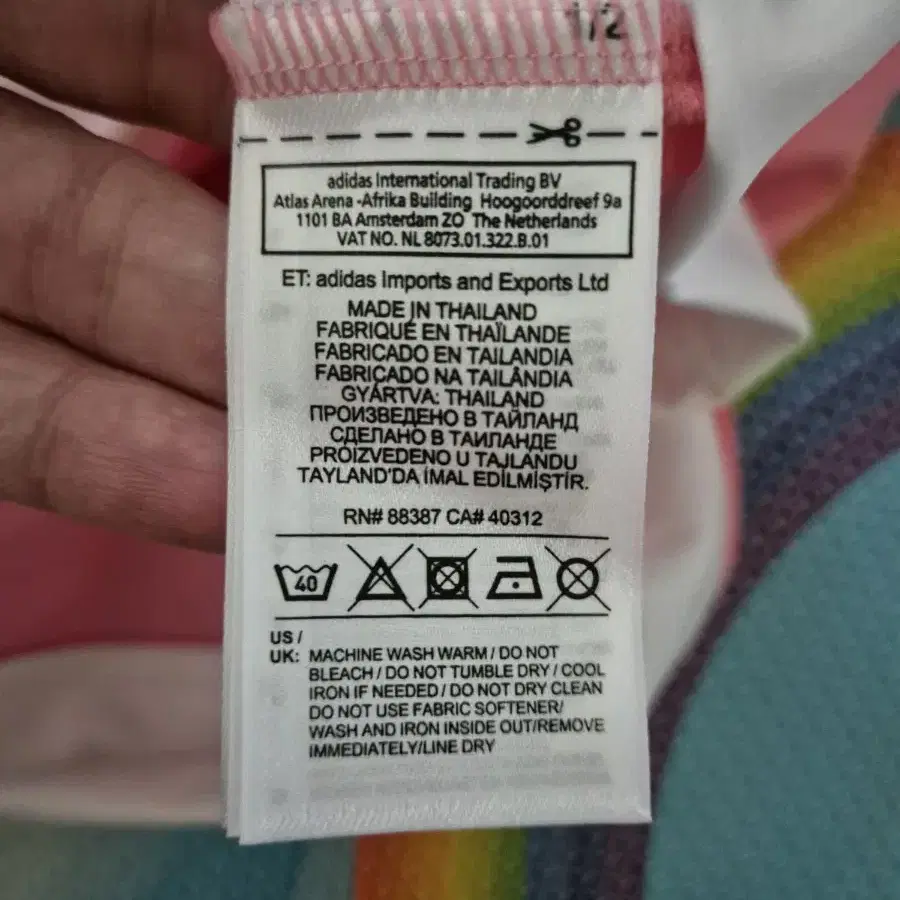 1/2
adidas International Trading BV
Atlas Arena -Afrika Building Hoogoorddreef 9a
1101 BA Amsterdam ZO The Netherlands
VAT NO. NL 8073.01.322.B.01
ET: adidas Imports and Exports Ltd
MADE IN THAILAND
FABRIQUÉ EN THAÏLANDE
FABRICADO EN TAILANDIA
FABRICADO NA TAILÂNDIA
GYÁRTVA: THAILAND
ПРОИЗВЕДЕНО В ТАЙЛАНД
СДЕЛАНО В ТАИЛАНДЕ
PROIZVEDENO U TAJLANDU
TAYLAND'DA İMAL EDİLMİŞTİR.
RN# 88387 CA# 40312
40
US /
UK: MACHINE WASH WARM / DO NOT
BLEACH / DO NOT TUMBLE DRY / COOL
IRON IF NEEDED / DO NOT DRY CLEAN
DO NOT USE FABRIC SOFTENER/
WASH AND IRON INSIDE OUT/REMOVE
IMMEDIATELY/LINE DRY